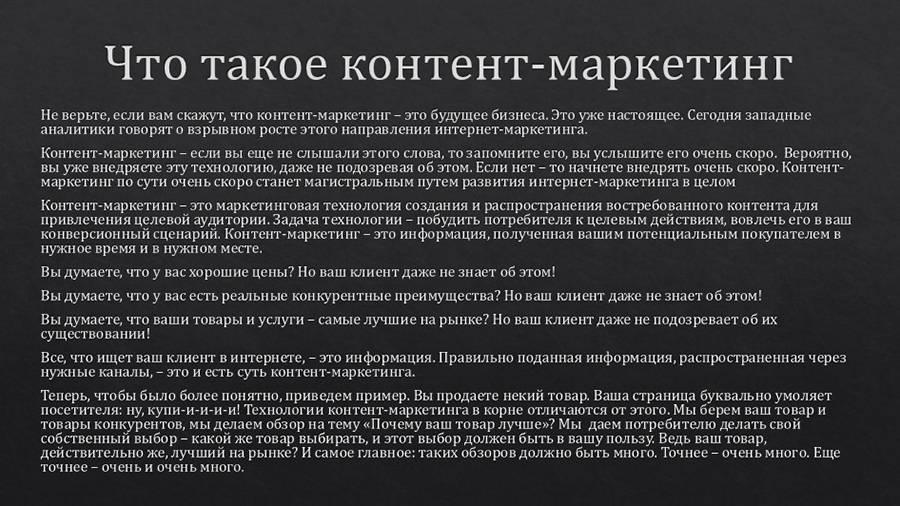 Что такое контент-маркетинг
Не верьте, если вам скажут, что контент-маркетинг – это будущее бизнеса. Это уже настоящее. Сегодня западные
аналитики говорят о взрывном росте этого направления интернет-маркетинга.
Контент-маркетинг – если вы еще не слышали этого слова, то запомните его, вы услышите его очень скоро. Вероятно,
вы уже внедряете эту технологию, даже не подозревая об этом. Если нет – то начнете внедрять очень скоро. Контент-
маркетинг по сути очень скоро станет магистральным путем развития интернет-маркетинга в целом
Контент-маркетинг – это маркетинговая технология создания и распространения востребованного контента для
привлечения целевой аудитории. Задача технологии – побудить потребителя к целевым действиям, вовлечь его в ваш
конверсионный сценарий. Контент-маркетинг – это информация, полученная вашим потенциальным покупателем в
нужное время и в нужном месте.
Вы думаете, что у вас хорошие цены? Но ваш клиент даже не знает об этом!
Вы думаете, что у вас есть реальные конкурентные преимущества? Но ваш клиент даже не знает об этом!
Вы думаете, что ваши товары и услуги – самые лучшие на рынке? Но ваш клиент даже не подозревает об их
существовании!
Все, что ищет ваш клиент в интернете, – это информация. Правильно поданная информация, распространенная через
нужные каналы, – это и есть суть контент-маркетинга.
Теперь, чтобы было более понятно, приведем пример. Вы продаете некий товар. Ваша страница буквально умоляет
посетителя: ну, купи-и-и-и-и! Технологии контент-маркетинга в корне отличаются от этого. Мы берем ваш товар и
товары конкурентов, мы делаем обзор на тему «Почему ваш товар лучше»? Мы даем потребителю делать свой
собственный выбор – какой же товар выбирать, и этот выбор должен быть в вашу пользу. Ведь ваш товар,
действительно же, лучший на рынке? И самое главное: таких обзоров должно быть много. Точнее – очень много. Еще
точнее – очень и очень много.